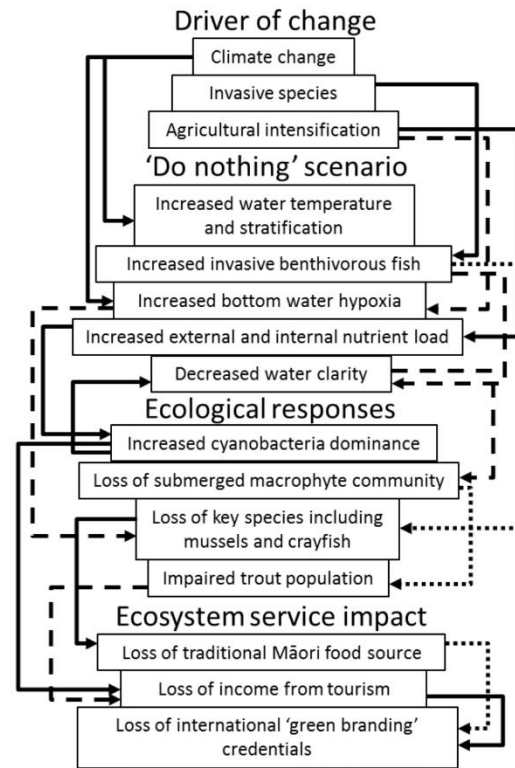 Driver of change
Climate change
Invasive species
Agricultural intensification
‘Do nothing’ scenario
Increased water temperature
and stratification
Increased invasive benthivorous fish
Increased bottom water hypoxia
Increased external and internal nutrient load
Decreased water clarity
Ecological responses
Increased cyanobacteria dominance
Loss of submerged macrophyte community
Loss of key species including
mussels and crayfish
Impaired trout population
Ecosystem service impact
Loss of traditional Māori food source
Loss of income from tourism
Loss of international ‘green branding’
credentials